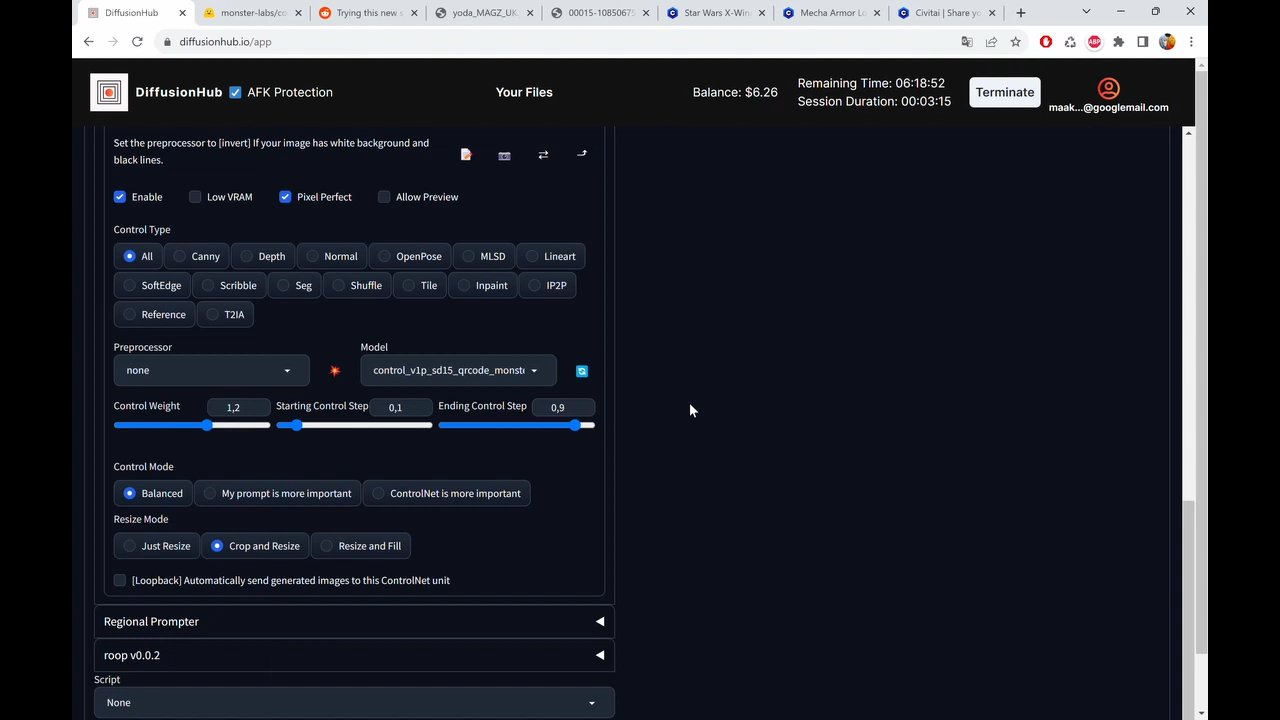 DiffusionHub
monster-labs/co
Trying this new s
yoda_MAGZ_U
00015-10850675
Star Wars X-Win
Mecha Armor Lo
Civitai | Share yo
diffusionhub.io/app
ABP
DiffusionHub
AFK Protection
Your Files
Balance: $6.26
Remaining Time: 06:18:52
Session Duration: 00:03:15
Terminate
maak...@googlemail.com
Set the preprocessor to [invert] If your image has white background and
black lines.
Enable Low VRAM Pixel Perfect Allow Preview
Control Type
All Canny Depth Normal OpenPose MLSD Lineart
SoftEdge Scribble Seg Shuffle Tile Inpaint IP2P
Reference T2IA
Preprocessor Model
none control_v1p_sd15_qrcode_monste
Control Weight 1,2 Starting Control Step 0,1 Ending Control Step 0,9
Control Mode
Balanced My prompt is more important ControlNet is more important
Resize Mode
Just Resize Crop and Resize Resize and Fill
[Loopback] Automatically send generated images to this ControlNet unit
Regional Prompter
roop v0.0.2
Script
None